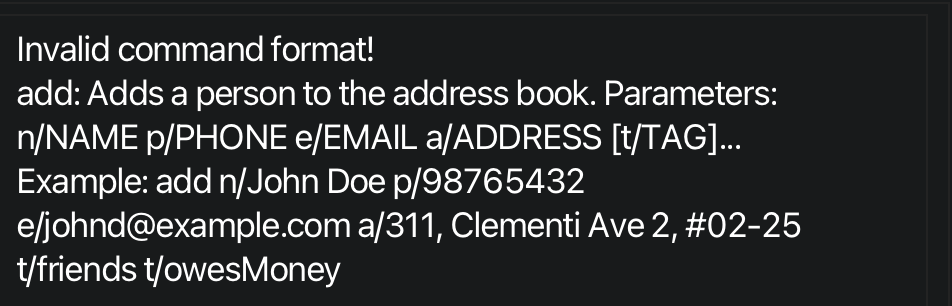 Invalid command format!
add: Adds a person to the address book. Parameters:
n/NAME p/PHONE e/EMAIL a/ADDRESS [t/TAG]...
Example: add n/John Doe p/98765432
e/johnd@example.com a/311, Clementi Ave 2, #02-25
t/friends t/owesMoney